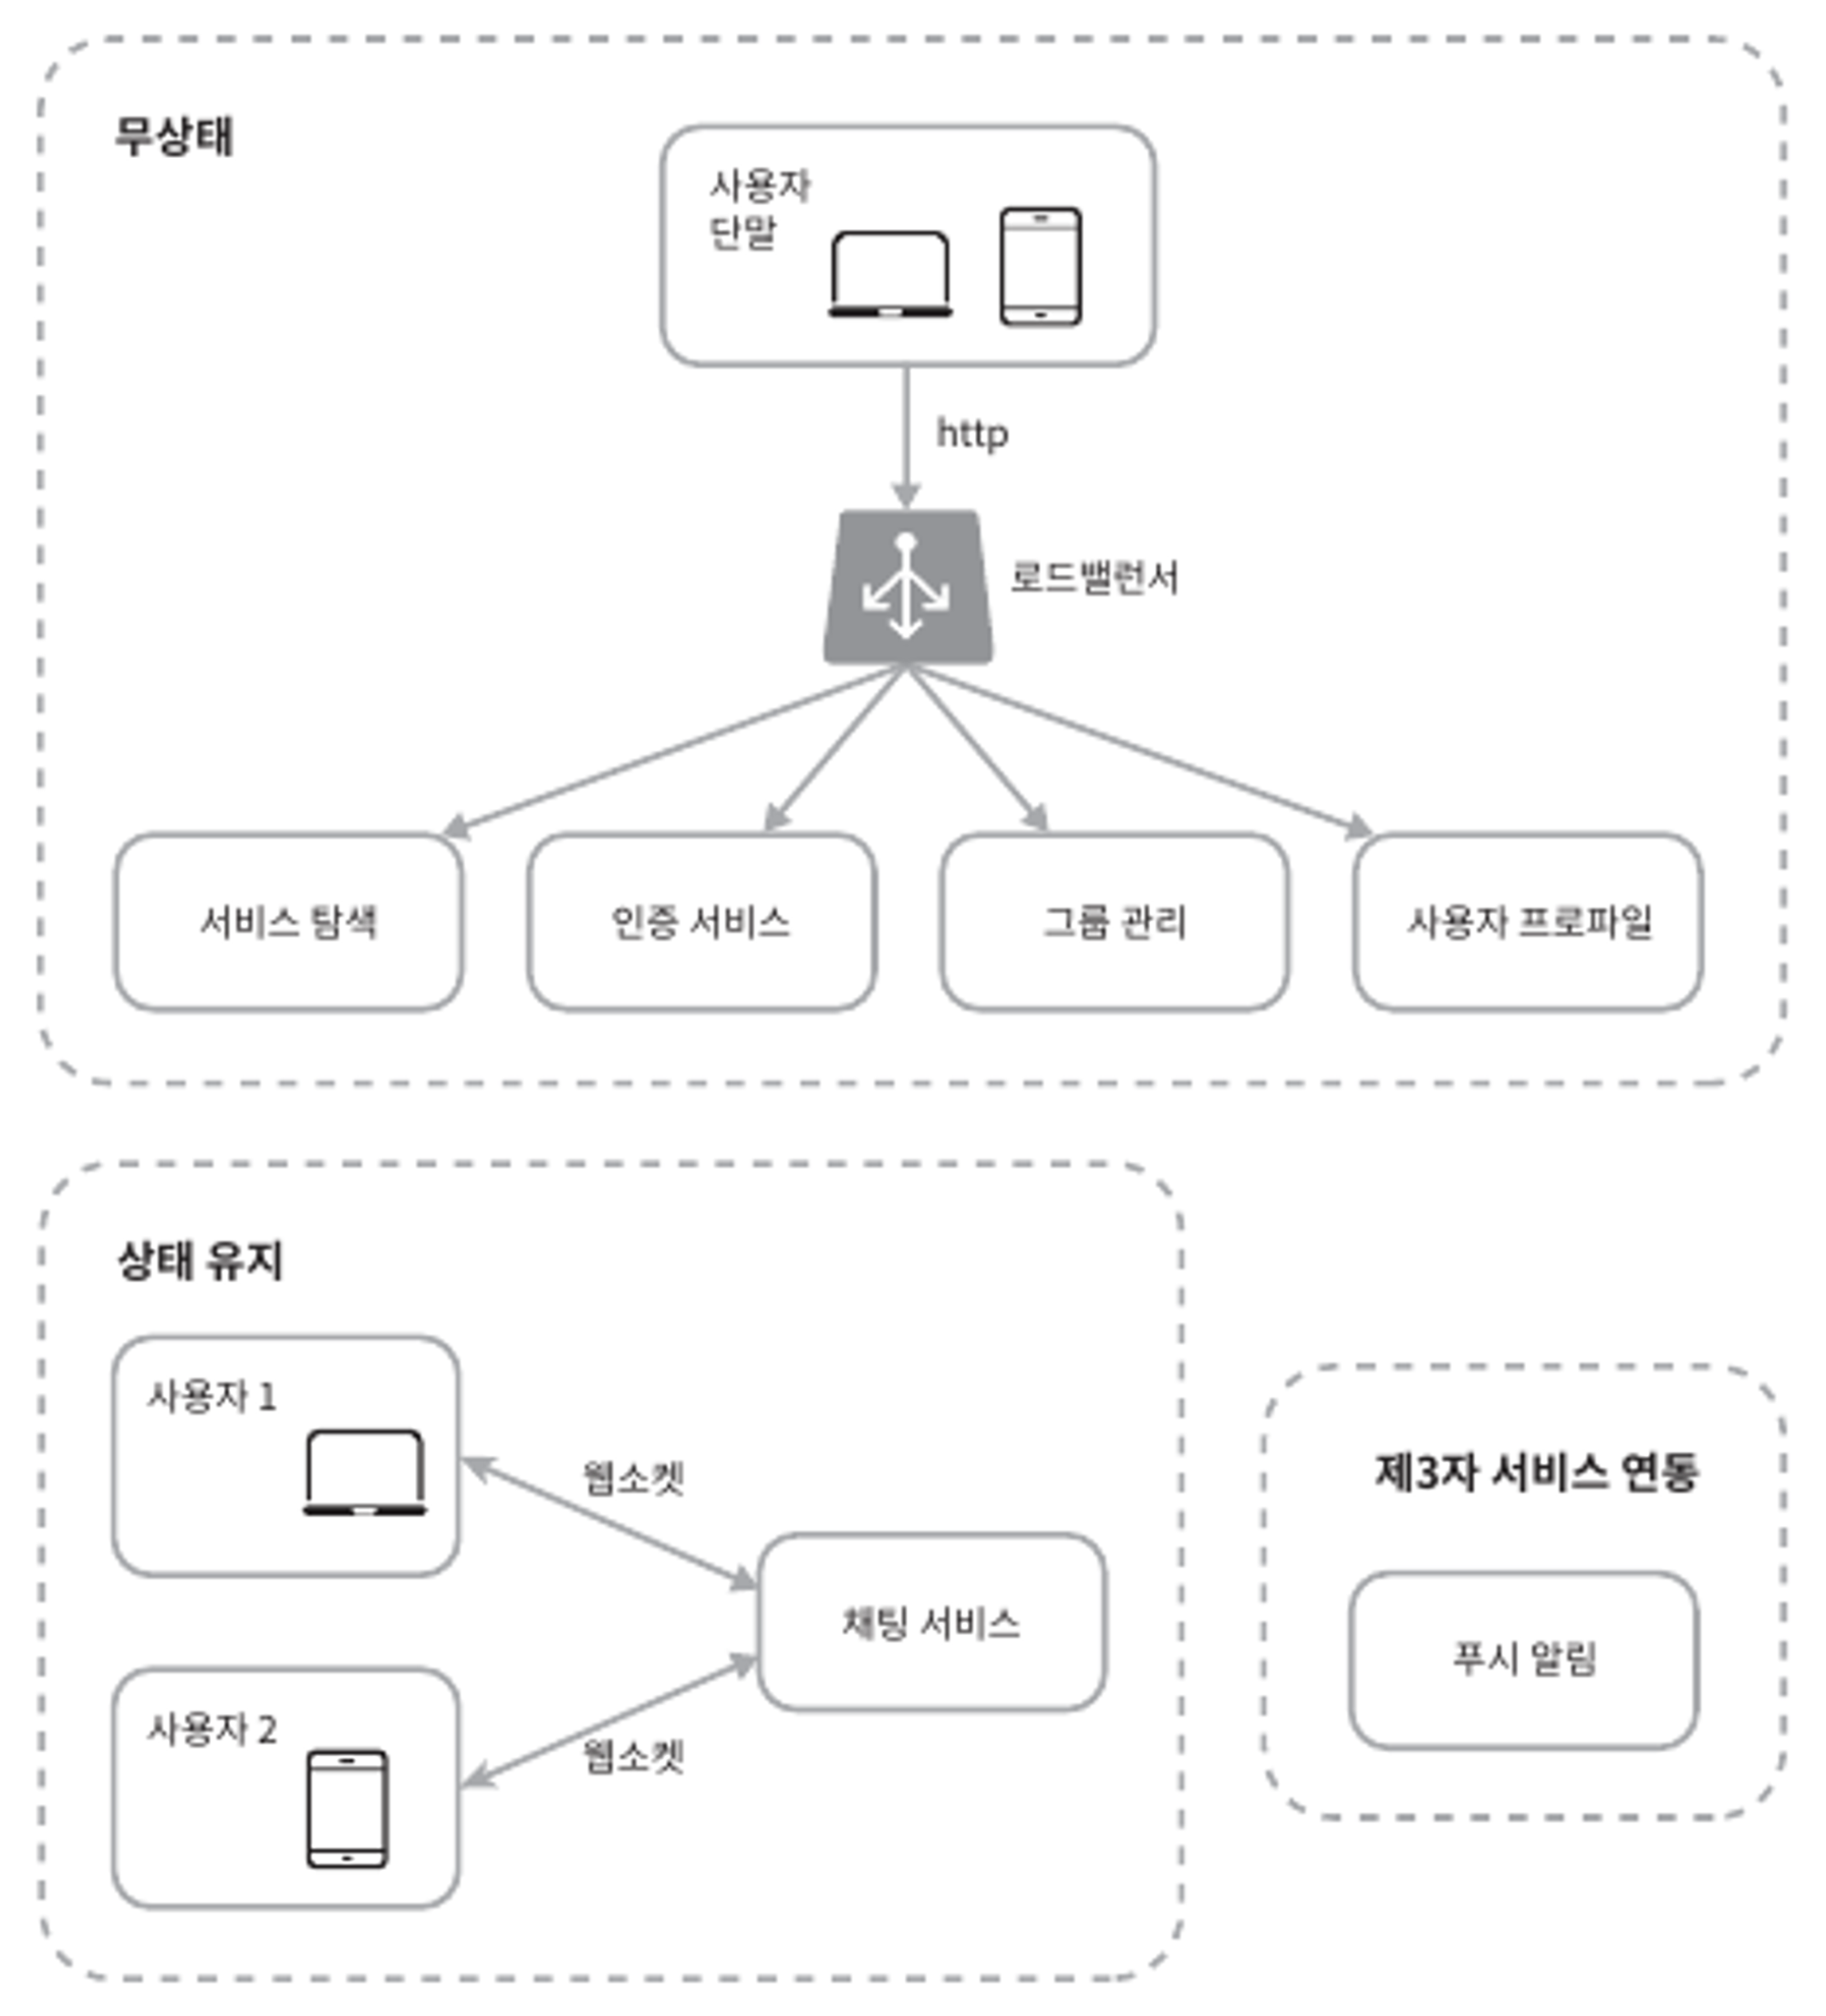 무상태
사용자
단말
http
로드밸런서
서비스 탐색
인증 서비스
그룹 관리
사용자 프로파일
상태 유지
사용자 1
웹소켓
채팅 서비스
사용자 2
웹소켓
제3자 서비스 연동
푸시 알림